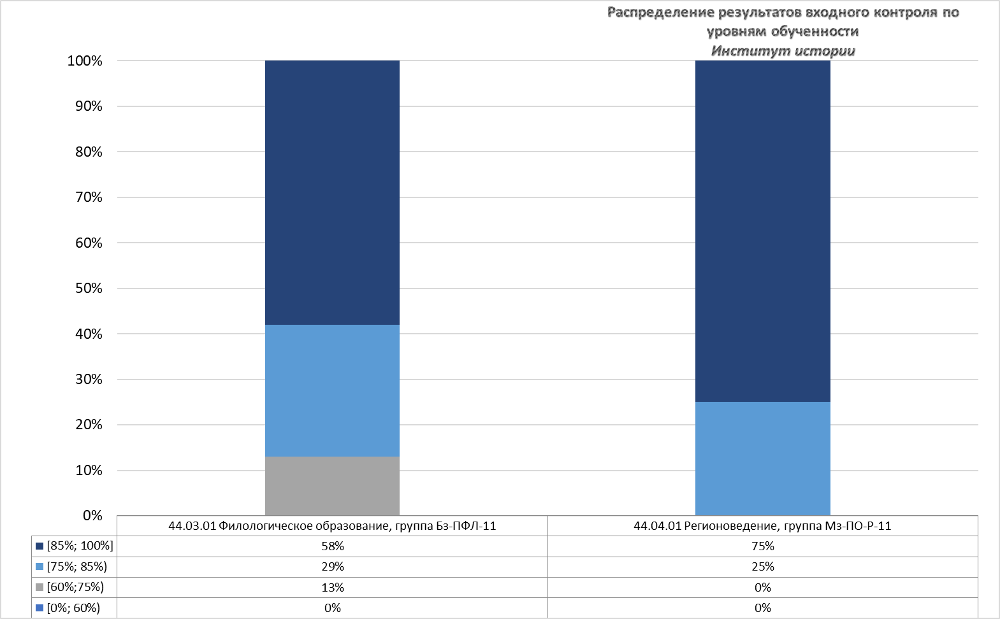 Распределение результатов входного контроля по
уровням обученности
Институт истории
100%
90%
80%
70%
60%
50%
40%
30%
20%
10%
0%
44.03.01 Филологическое образование, группа Бз-ПФЛ-11 44.04.01 Регионоведение, группа Мз-ПО-Р-11
[85%; 100%] 58% 75%
[75%; 85%) 29% 25%
[60%;75%) 13% 0%
[0%; 60%) 0% 0%